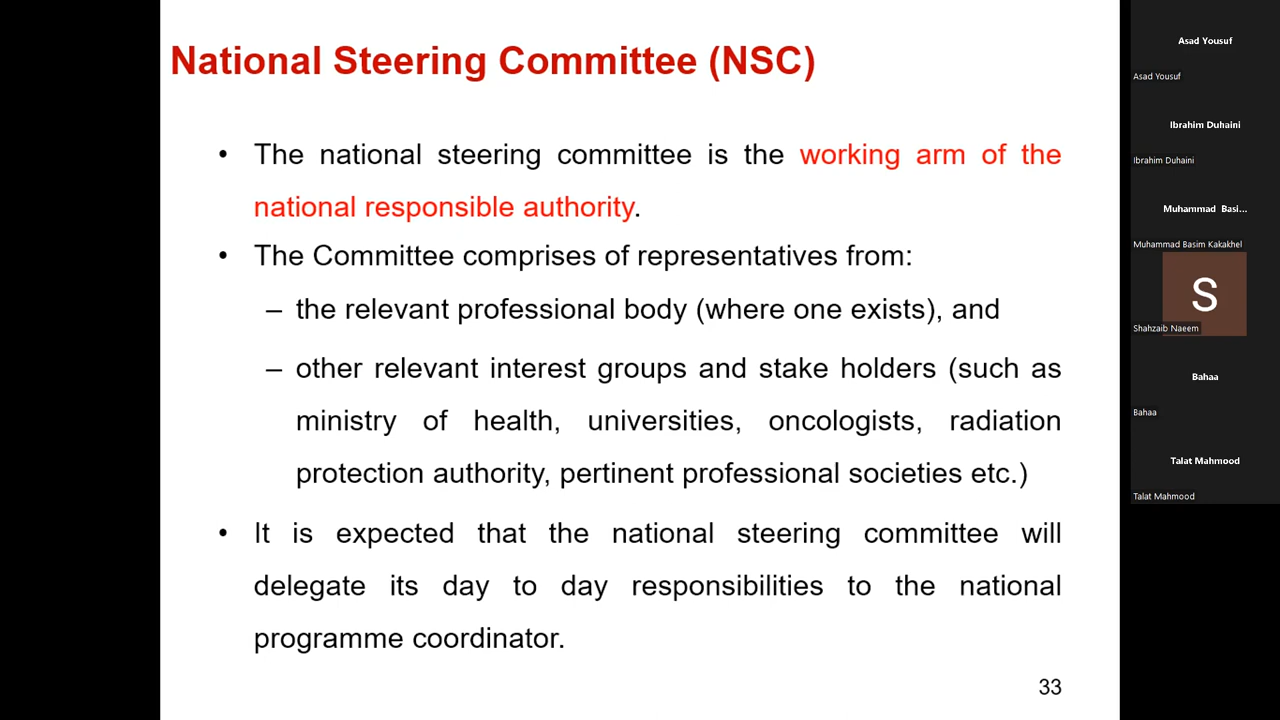 National Steering Committee (NSC)
• The national steering committee is the working arm of the
national responsible authority.
• The Committee comprises of representatives from:
– the relevant professional body (where one exists), and
– other relevant interest groups and stake holders (such as
ministry of health, universities, oncologists, radiation
protection authority, pertinent professional societies etc.)
• It is expected that the national steering committee will
delegate its day to day responsibilities to the national
programme coordinator.
33
Asad Yousuf
Asad Yousuf
Ibrahim Duhaini
Ibrahim Duhaini
Muhammad Basi...
Muhammad Basim Kakakhel
S
Shahzaib Naeem
Bahaa
Bahaa
Talat Mahmood
Talat Mahmood